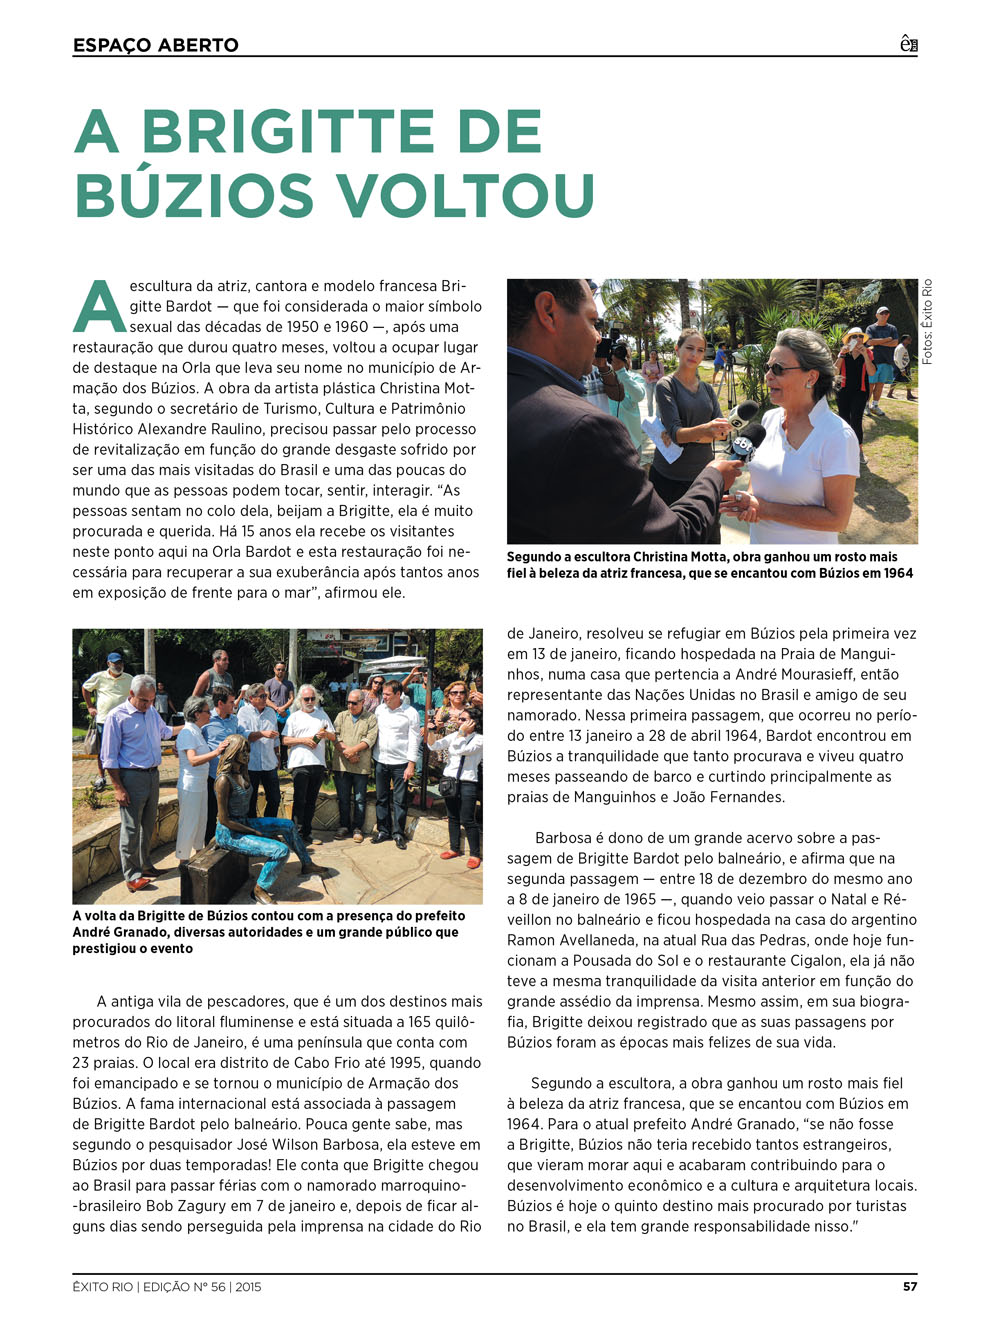 ESPAÇO ABERTO
ê
A BRIGITTE DE
BÚZIOS VOLTOU
A escultura da atriz, cantora e modelo francesa Bri-
gitte Bardot — que foi considerada o maior símbolo
sexual das décadas de 1950 e 1960 —, após uma
restauração que durou quatro meses, voltou a ocupar lugar
de destaque na Orla que leva seu nome no município de Ar-
mação dos Búzios. A obra da artista plástica Christina Mot-
ta, segundo o secretário de Turismo, Cultura e Patrimônio
Histórico Alexandre Raulino, precisou passar pelo processo
de revitalização em função do grande desgaste sofrido por
ser uma das mais visitadas do Brasil e uma das poucas do
mundo que as pessoas podem tocar, sentir, interagir. “As
pessoas sentam no colo dela, beijam a Brigitte, ela é muito
procurada e querida. Há 15 anos ela recebe os visitantes
neste ponto aqui na Orla Bardot e esta restauração foi ne-
cessária para recuperar a sua exuberância após tantos anos
em exposição de frente para o mar”, afirmou ele.
A volta da Brigitte de Búzios contou com a presença do prefeito
André Granado, diversas autoridades e um grande público que
prestigiou o evento
A antiga vila de pescadores, que é um dos destinos mais
procurados do litoral fluminense e está situada a 165 quilô-
metros do Rio de Janeiro, é uma península que conta com
23 praias. O local era distrito de Cabo Frio até 1995, quando
foi emancipado e se tornou o município de Armação dos
Búzios. A fama internacional está associada à passagem
de Brigitte Bardot pelo balneário. Pouca gente sabe, mas
segundo o pesquisador José Wilson Barbosa, ela esteve em
Búzios por duas temporadas! Ele conta que Brigitte chegou
ao Brasil para passar férias com o namorado marroquino-
-brasileiro Bob Zagury em 7 de janeiro e, depois de ficar al-
guns dias sendo perseguida pela imprensa na cidade do Rio
Fotos: Êxito Rio
sbt
Segundo a escultora Christina Motta, obra ganhou um rosto mais
fiel à beleza da atriz francesa, que se encantou com Búzios em 1964
de Janeiro, resolveu se refugiar em Búzios pela primeira vez
em 13 de janeiro, ficando hospedada na Praia de Mangui-
nhos, numa casa que pertencia a André Mourasieff, então
representante das Nações Unidas no Brasil e amigo de seu
namorado. Nessa primeira passagem, que ocorreu no perío-
do entre 13 janeiro a 28 de abril 1964, Bardot encontrou em
Búzios a tranquilidade que tanto procurava e viveu quatro
meses passeando de barco e curtindo principalmente as
praias de Manguinhos e João Fernandes.
Barbosa é dono de um grande acervo sobre a pas-
sagem de Brigitte Bardot pelo balneário, e afirma que na
segunda passagem — entre 18 de dezembro do mesmo ano
a 8 de janeiro de 1965 —, quando veio passar o Natal e Ré-
veillon no balneário e ficou hospedada na casa do argentino
Ramon Avellaneda, na atual Rua das Pedras, onde hoje fun-
cionam a Pousada do Sol e o restaurante Cigalon, ela já não
teve a mesma tranquilidade da visita anterior em função do
grande assédio da imprensa. Mesmo assim, em sua biogra-
fia, Brigitte deixou registrado que as suas passagens por
Búzios foram as épocas mais felizes de sua vida.
Segundo a escultora, a obra ganhou um rosto mais fiel
à beleza da atriz francesa, que se encantou com Búzios em
1964. Para o atual prefeito André Granado, “se não fosse
a Brigitte, Búzios não teria recebido tantos estrangeiros,
que vieram morar aqui e acabaram contribuindo para o
desenvolvimento econômico e a cultura e arquitetura locais.
Búzios é hoje o quinto destino mais procurado por turistas
no Brasil, e ela tem grande responsabilidade nisso."
ÊXITO RIO | EDIÇÃO N° 56 | 2015
57